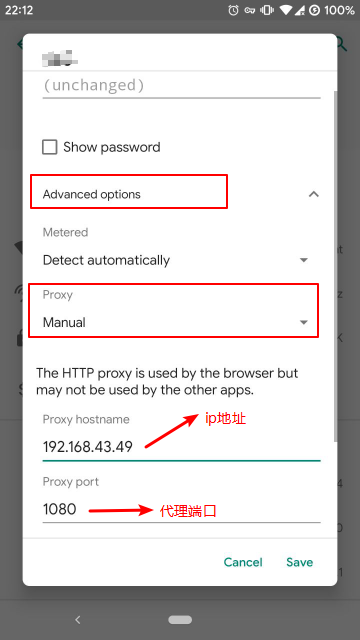 22:12
100%
(unchanged)
Show password
Advanced options
Metered
Detect automatically
Proxy
Manual
The HTTP proxy is used by the browser but
may not be used by the other apps.
Proxy hostname
ip地址
192.168.43.49
Proxy port
1080
代理端口
Cancel
Save